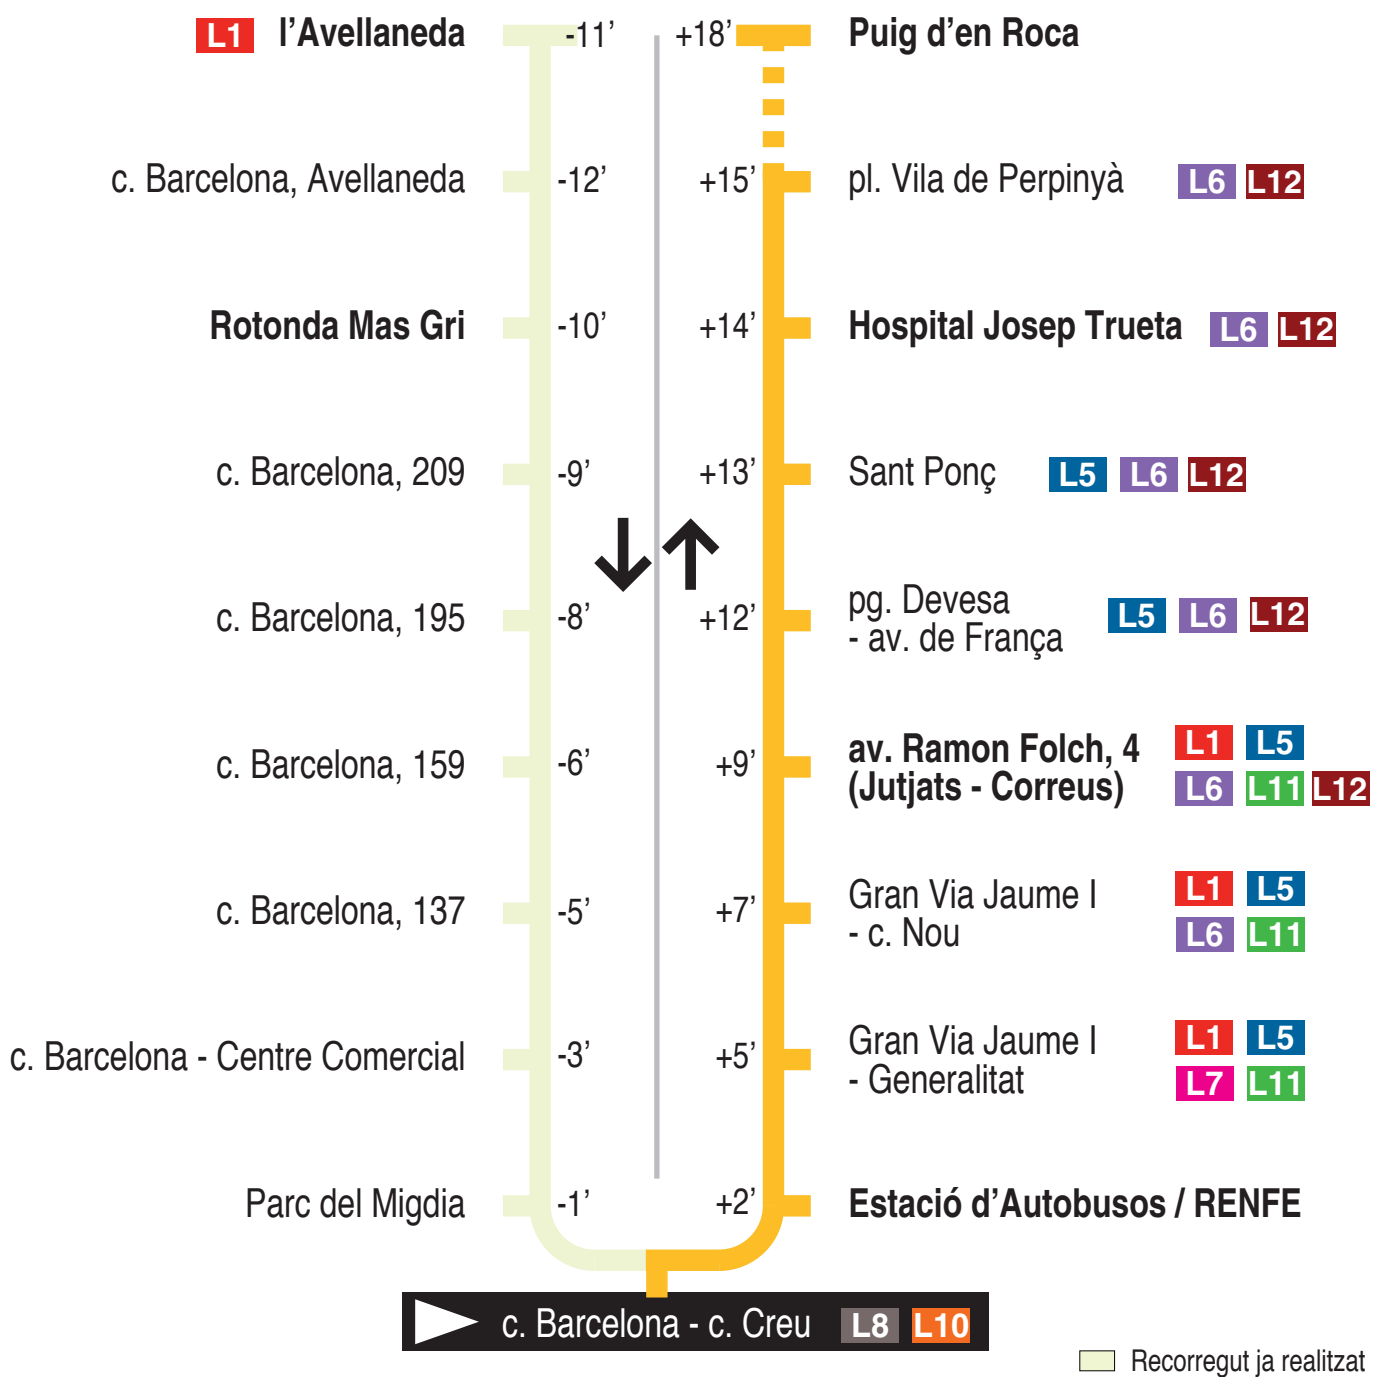 L1 l’Avellaneda -11’ +18’ Puig d’en Roca
c. Barcelona, Avellaneda -12’ +15’ pl. Vila de Perpinyà L6 L12
Rotonda Mas Gri -10’ +14’ Hospital Josep Trueta L6 L12
c. Barcelona, 209 -9’ +13’ Sant Ponç L5 L6 L12
c. Barcelona, 195 -8’ +12’ pg. Devesa
- av. de França L5 L6 L12
c. Barcelona, 159 -6’ +9’ av. Ramon Folch, 4 L1 L5
(Jutjats - Correus) L6 L11 L12
c. Barcelona, 137 -5’ +7’ Gran Via Jaume I L1 L5
- c. Nou L6 L11
c. Barcelona - Centre Comercial -3’ +5’ Gran Via Jaume I L1 L5
- Generalitat L7 L11
Parc del Migdia -1’ +2’ Estació d’Autobusos / RENFE
c. Barcelona - c. Creu L8 L10
Recorregut ja realitzat